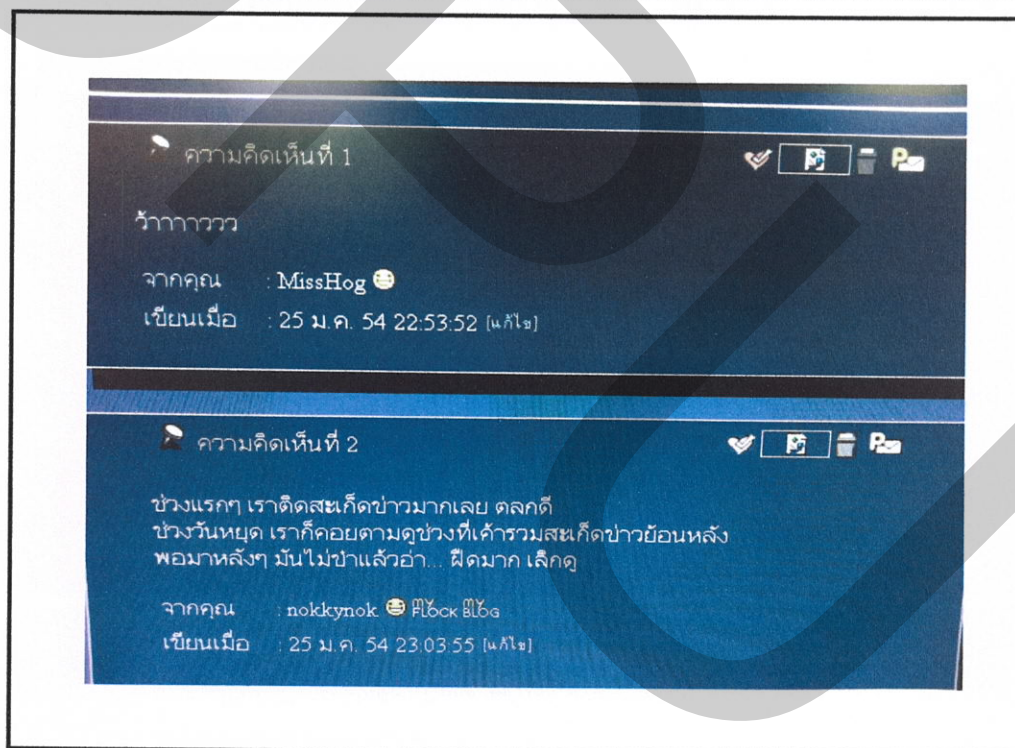 ความคิดเห็นที่ 1
ว้าาาาาววว
จากคุณ : MissHog
เขียนเมื่อ : 25 ม.ค. 54 22:53:52 [แก้ไข]
ความคิดเห็นที่ 2
ช่วงแรกๆ เราติดสะเก็ดข่าวมากเลย ตลกดี
ช่วงวันหยุด เราก็คอยตามดูช่วงที่เค้ารวมสะเก็ดข่าวย้อนหลัง
พอมาหลังๆ มันไม่ขำแล้วอ่า... ฝืดมาก เลิกดู
จากคุณ : nokkynok MY FLOCK MY BLOG
เขียนเมื่อ : 25 ม.ค. 54 23:03:55 [แก้ไข]